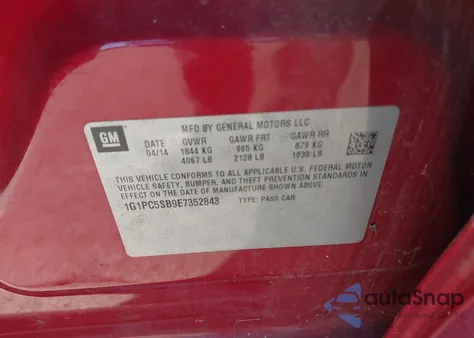 MFD BY GENERAL MOTORS LLC
GM
DATE GVWR GAWR FRT GAWR RR
04/14 1844 KG 965 KG 879 KG
4067 LB 2128 LB 1939 LB
THIS VEHICLE CONFORMS TO ALL APPLICABLE U.S. FEDERAL MOTOR
VEHICLE SAFETY, BUMPER, AND THEFT PREVENTION STANDARDS IN
EFFECT ON THE DATE OF MANUFACTURE SHOWN ABOVE.
1G1PC5SB9E7352843 TYPE: PASS CAR
autoSnap